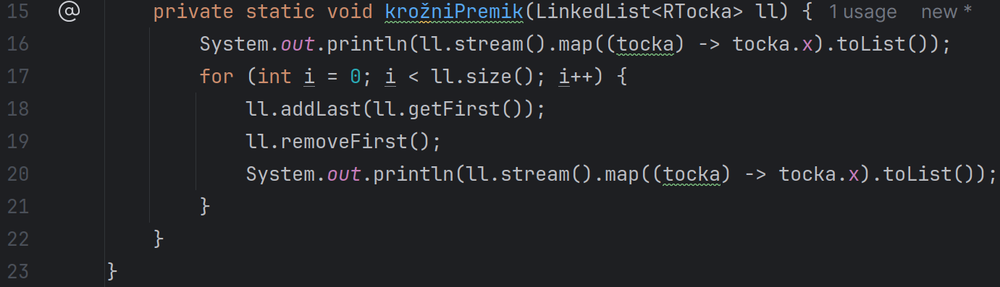 15 @ private static void krožniPremik(LinkedList<RTocka> ll) { 1 usage new *
16 System.out.println(ll.stream().map((tocka) -> tocka.x).toList());
17 for (int i = 0; i < ll.size(); i++) {
18 ll.addLast(ll.getFirst());
19 ll.removeFirst();
20 System.out.println(ll.stream().map((tocka) -> tocka.x).toList());
21 }
22 }
23 }